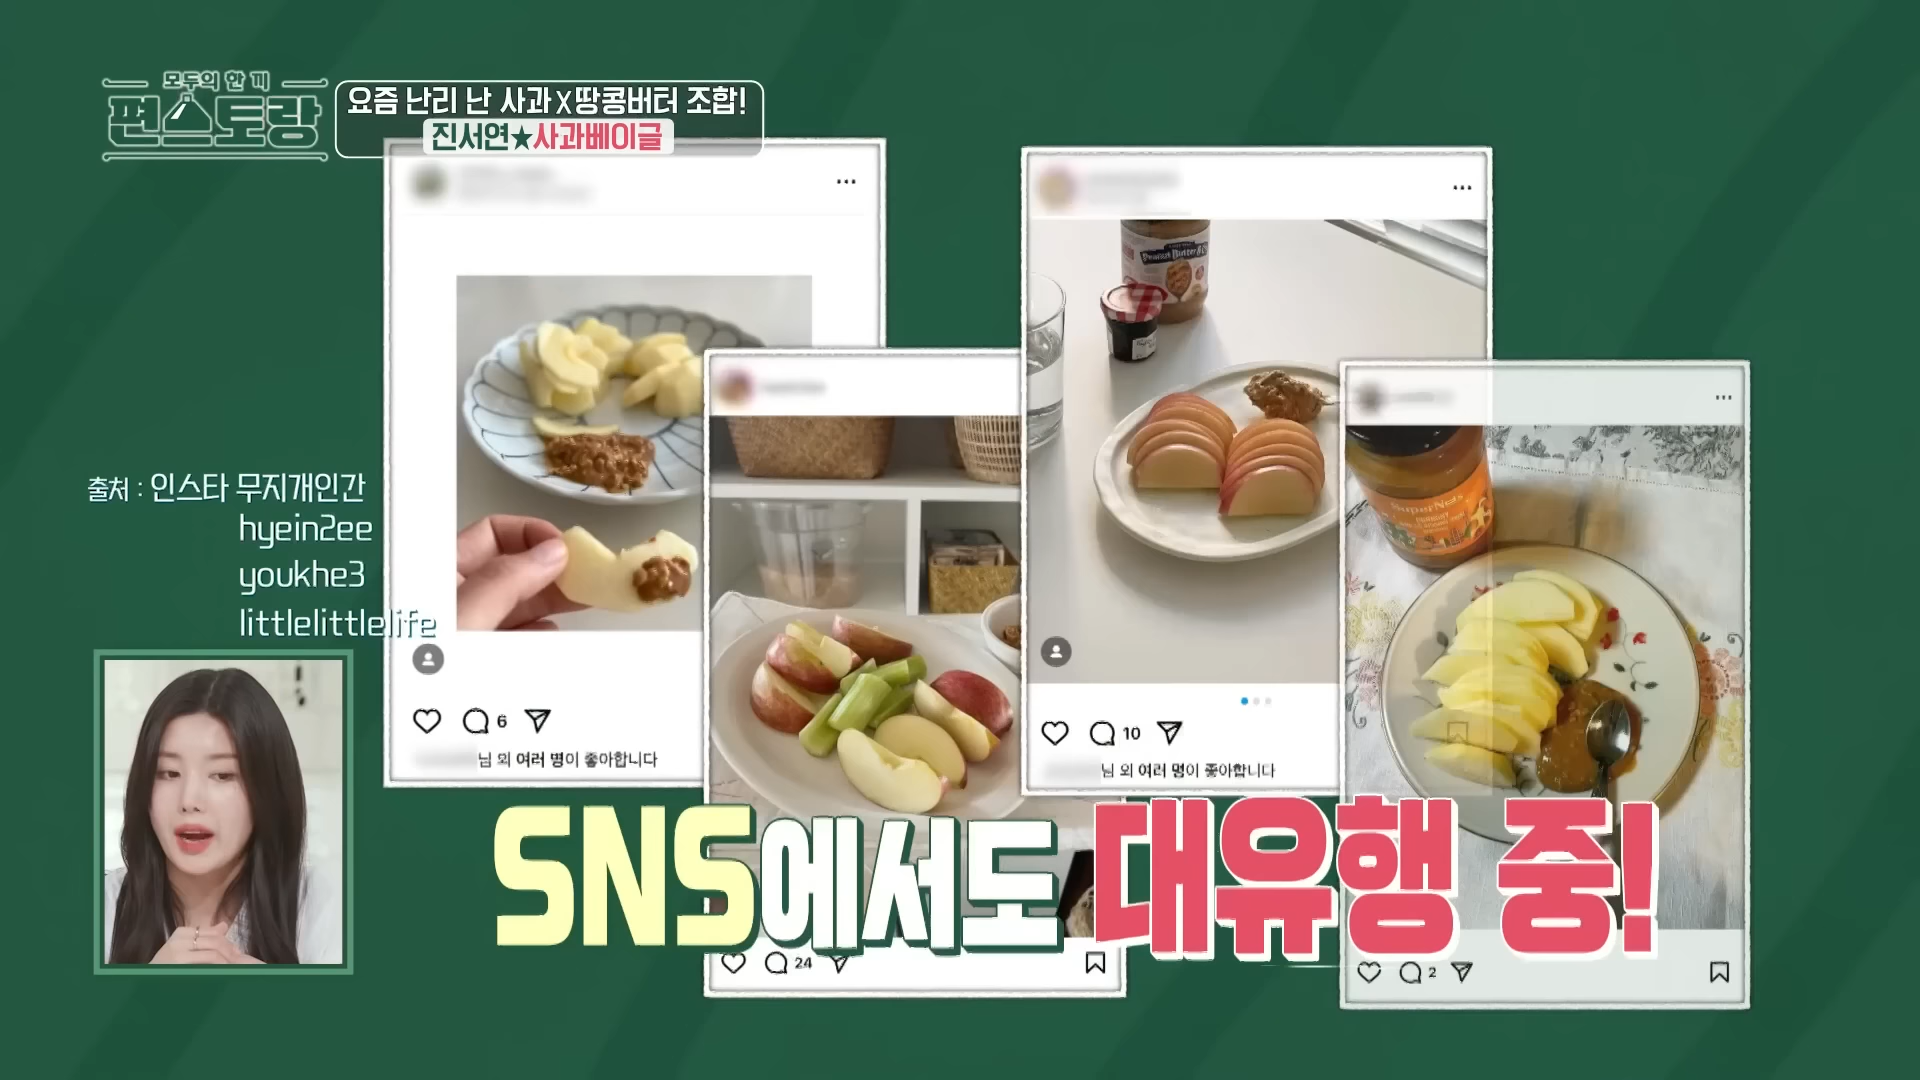 모두의 한 끼
편스토랑
요즘 난리 난 사과X땅콩버터 조합!
진서연★사과베이글
출처 : 인스타 무지개인간
hyein2ee
youkhe3
littlelittlelife
Peanut Butter & Co
SuperNuts
6
님 외 여러 명이 좋아합니다
10
님 외 여러 명이 좋아합니다
SNS에서도 대유행 중!
24
2